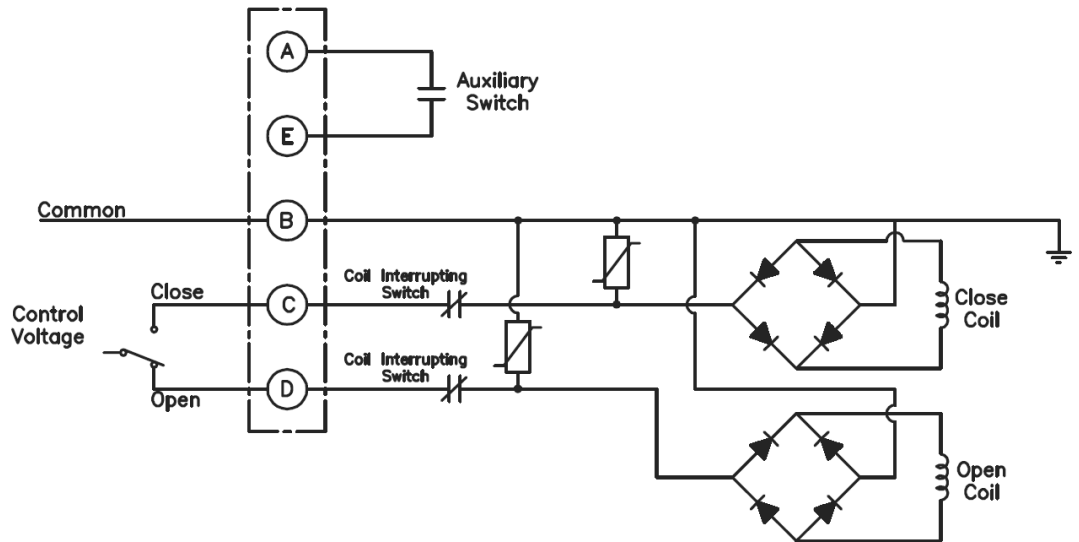 A
Auxiliary
Switch
E
Common
B
Coil Interrupting
Switch
Close
C
Control
Voltage
Close
Coil
Coil Interrupting
Switch
D
Open
Open
Coil